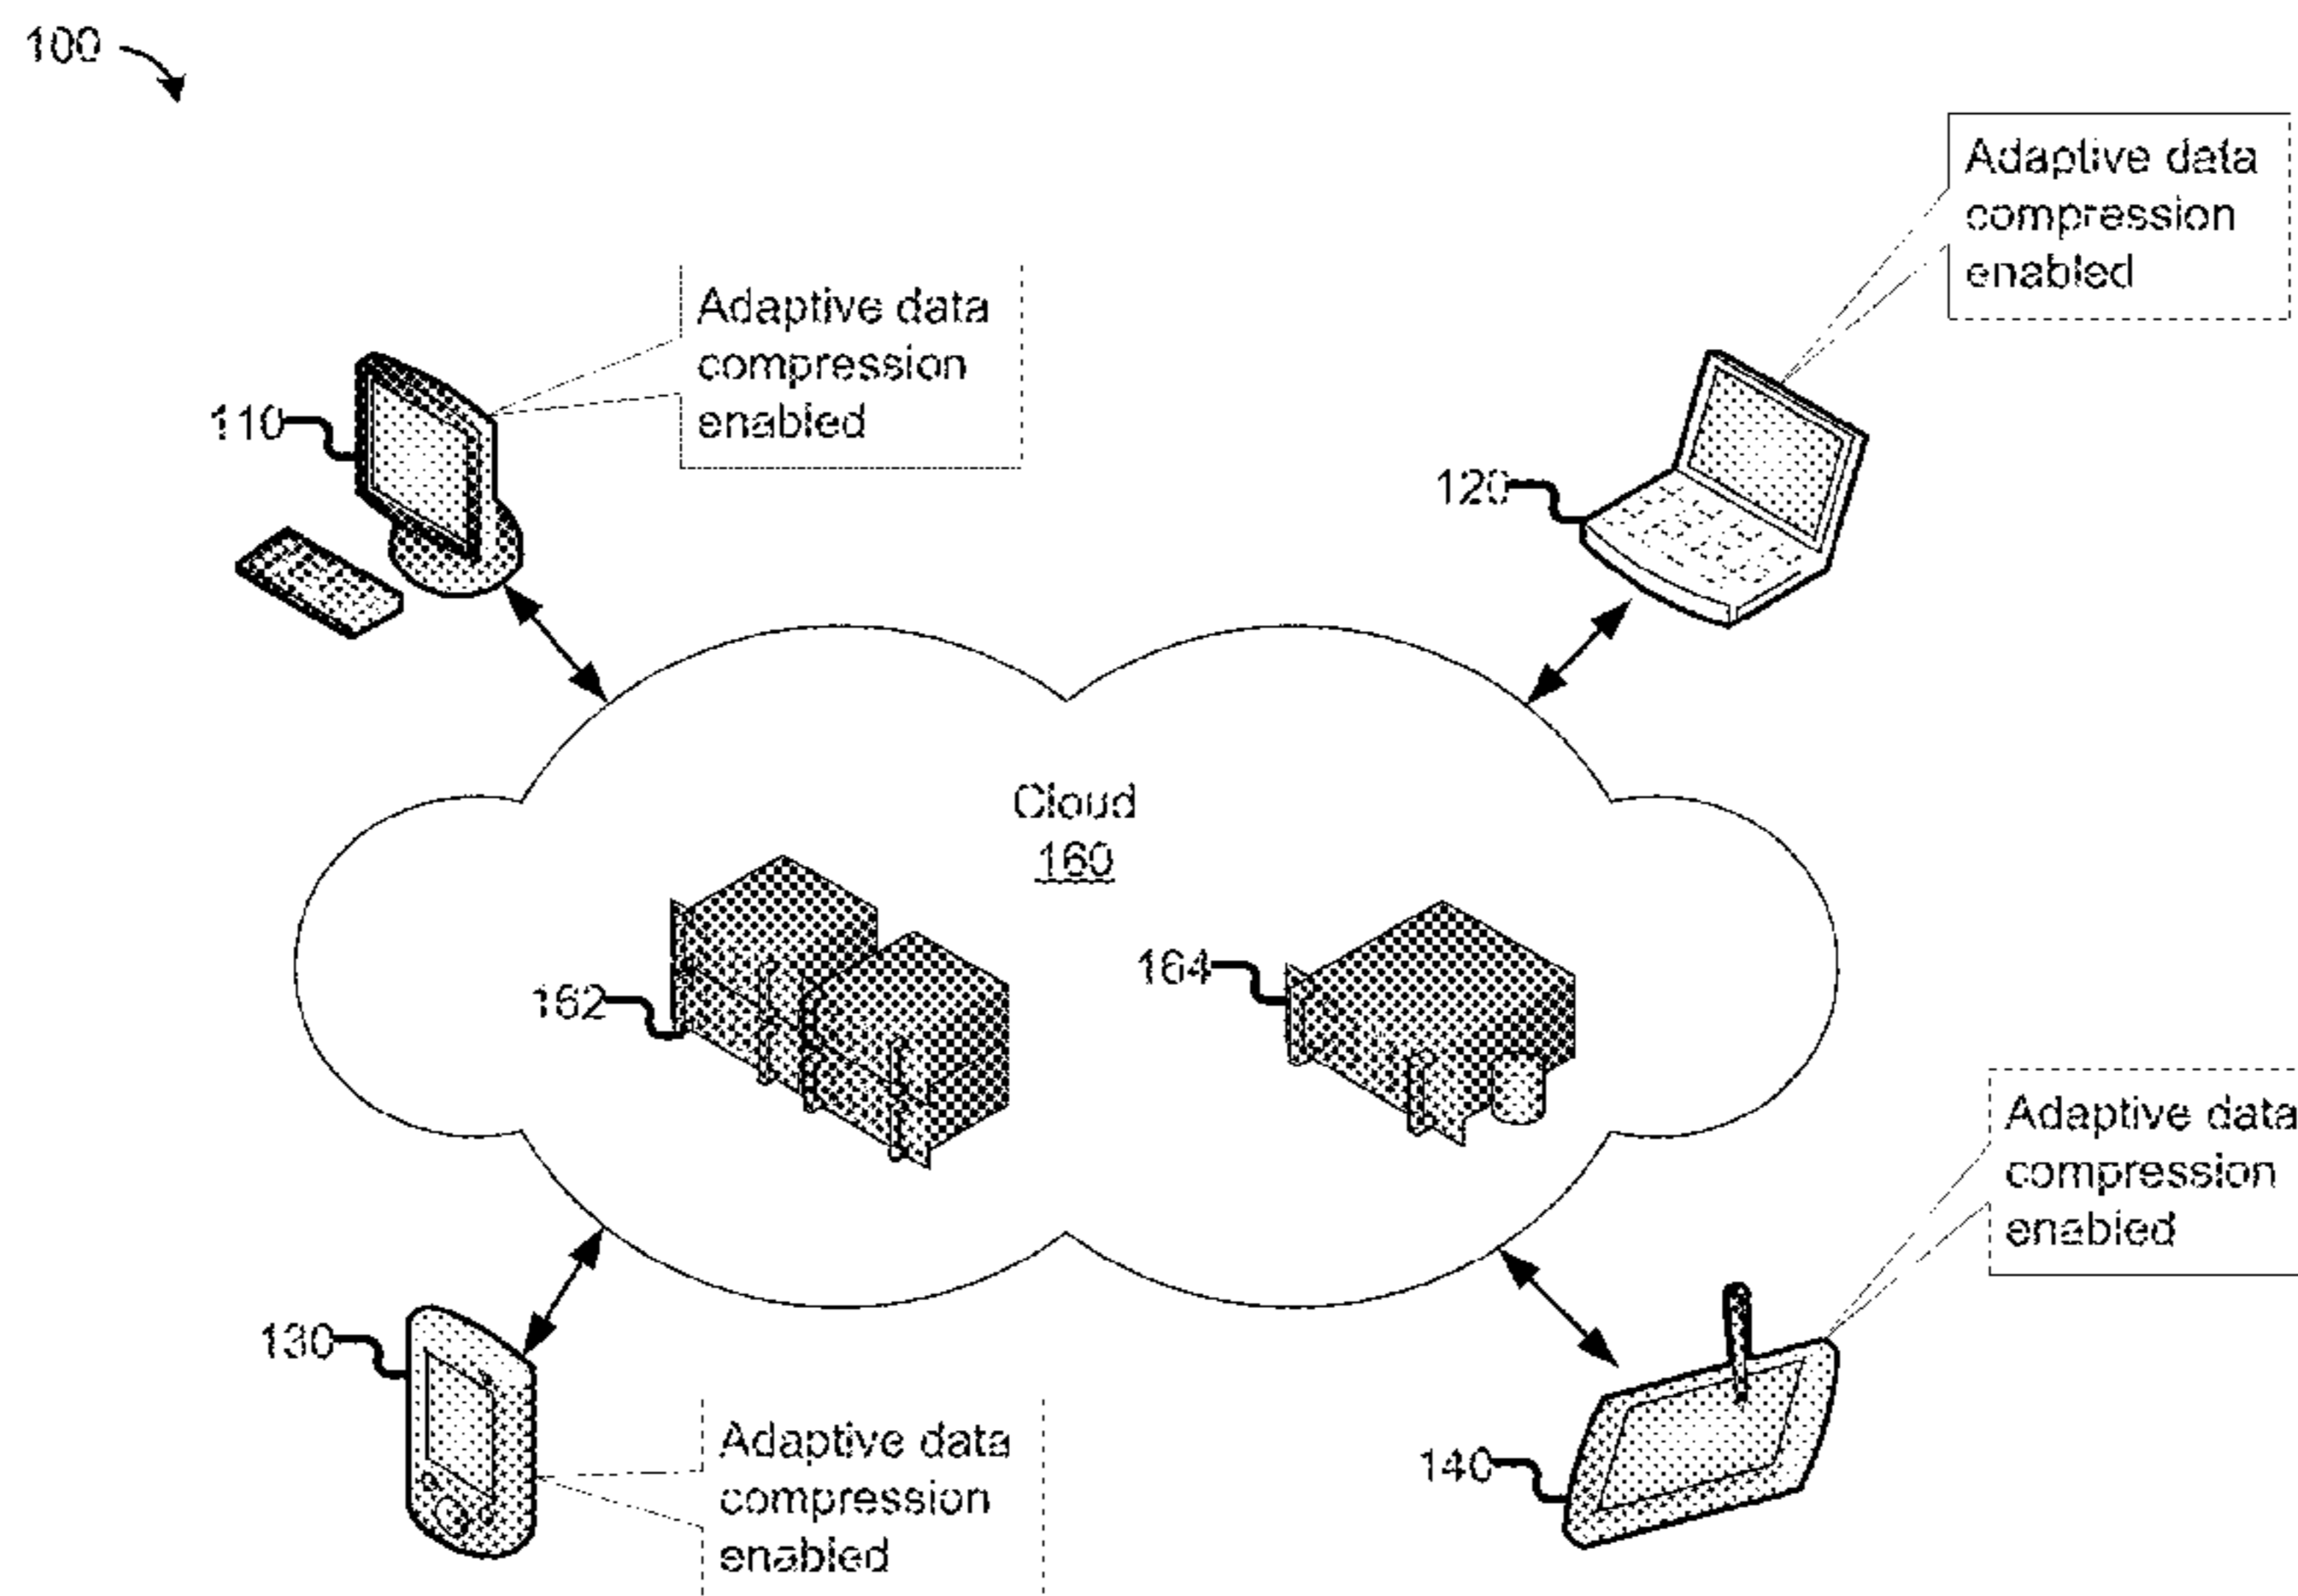 100
Adaptive data
compression
enabled
Adaptive data
compression
enabled
110
120
Cloud
160
162
164
Adaptive data
compression
enabled
130
Adaptive data
compression
enabled
140